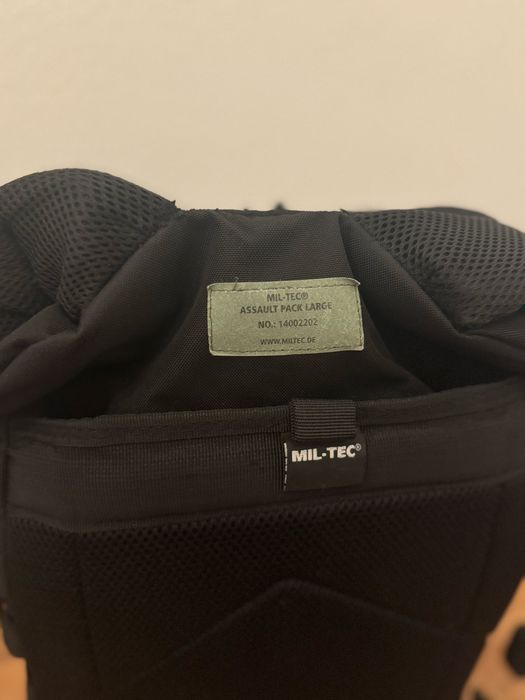 MIL-TEC®
ASSAULT PACK LARGE
NO.: 14002202
WWW.MILTEC.DE
MIL-TEC®